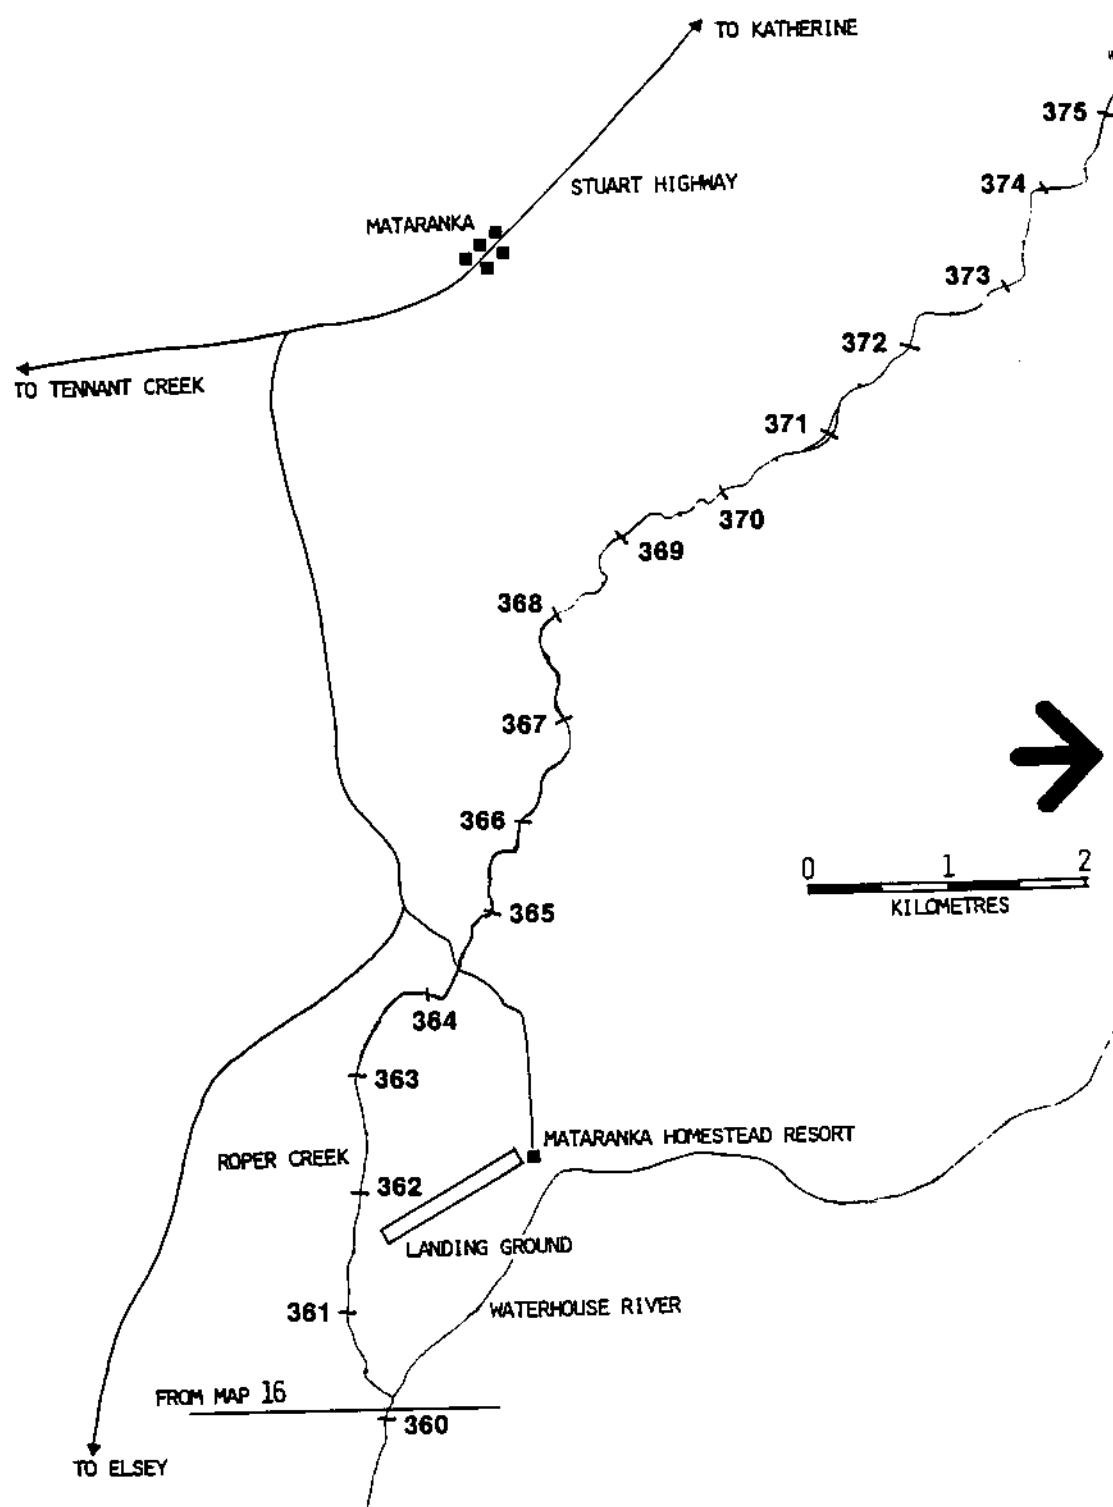 TO KATHERINE
375
374
STUART HIGHWAY
MATARANKA
373
372
TO TENNANT CREEK
371
370
369
368
367
366
0 1 2
KILOMETRES
365
364
363
MATARANKA HOMESTEAD RESORT
ROPER CREEK
362
LANDING GROUND
361
WATERHOUSE RIVER
FROM MAP 16
360
TO ELSEY